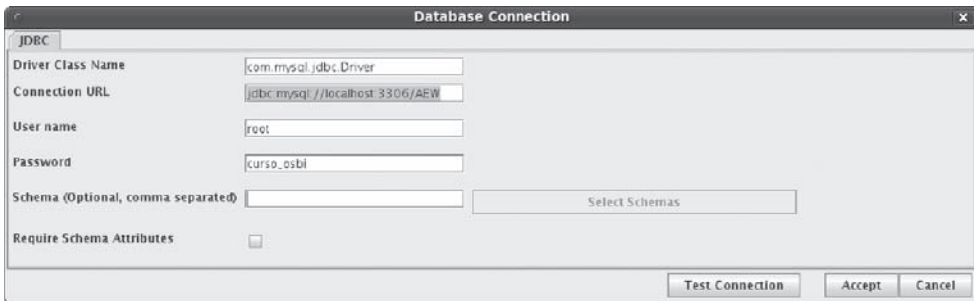 Database Connection
JDBC
Driver Class Name com.mysql.jdbc.Driver
Connection URL jdbc:mysql://localhost:3306/AEW
User name root
Password curso_osbi
Schema (Optional, comma separated) Select Schemas
Require Schema Attributes
Test Connection Accept Cancel